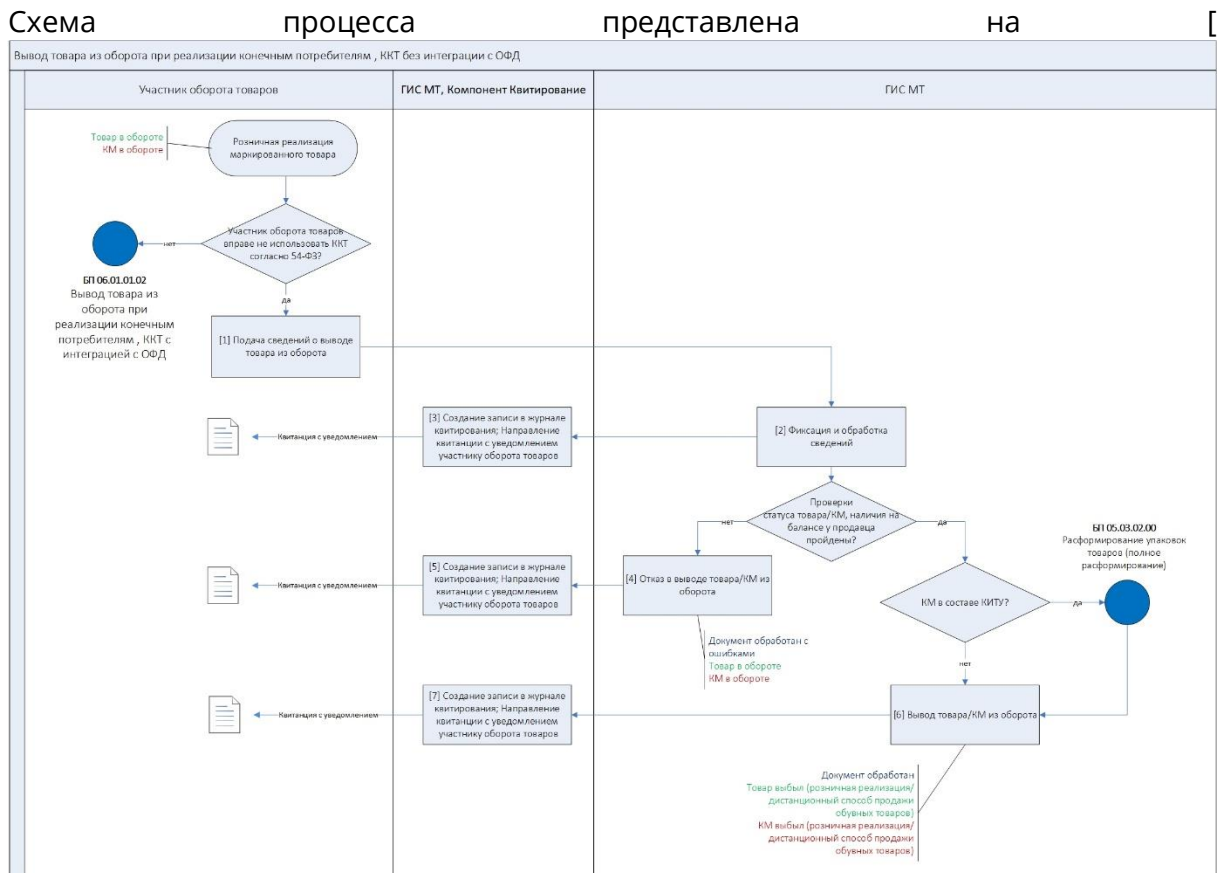 Схема процесса представлена на [
Вывод товара из оборота при реализации конечным потребителям , ККТ без интеграции с ОФД
Участник оборота товаров
ГИС МТ, Компонент Квитирование
ГИС МТ
Товар в обороте
КМ в обороте
Розничная реализация
маркированного товара
Участник оборота товаров
вправе не использовать ККТ
согласно 54-ФЗ?
нет
БП 06.01.01.02
Вывод товара из
оборота при
реализации конечным
потребителям , ККТ с
интеграцией с ОФД
да
[1] Подача сведений о выводе
товара из оборота
[2] Фиксация и обработка
сведений
[3] Создание записи в журнале
квитирования; Направление
квитанции с уведомлением
участнику оборота товаров
Квитанция с уведомлением
Проверки
статуса товара/КМ, наличия на
балансе у продавца
пройдены?
нет
да
БП 05.03.02.00
Расформирование упаковок
товаров (полное
расформирование)
[4] Отказ в выводе товара/КМ из
оборота
[5] Создание записи в журнале
квитирования; Направление
квитанции с уведомлением
участнику оборота товаров
Квитанция с уведомлением
КМ в составе КИТУ?
да
нет
Документ обработан с
ошибками
Товар в обороте
КМ в обороте
[6] Вывод товара/КМ из оборота
[7] Создание записи в журнале
квитирования; Направление
квитанции с уведомлением
участнику оборота товаров
Квитанция с уведомлением
Документ обработан
Товар выбыл (розничная реализация/
дистанционный способ продажи
обувных товаров)
КМ выбыл (розничная реализация/
дистанционный способ продажи
обувных товаров)